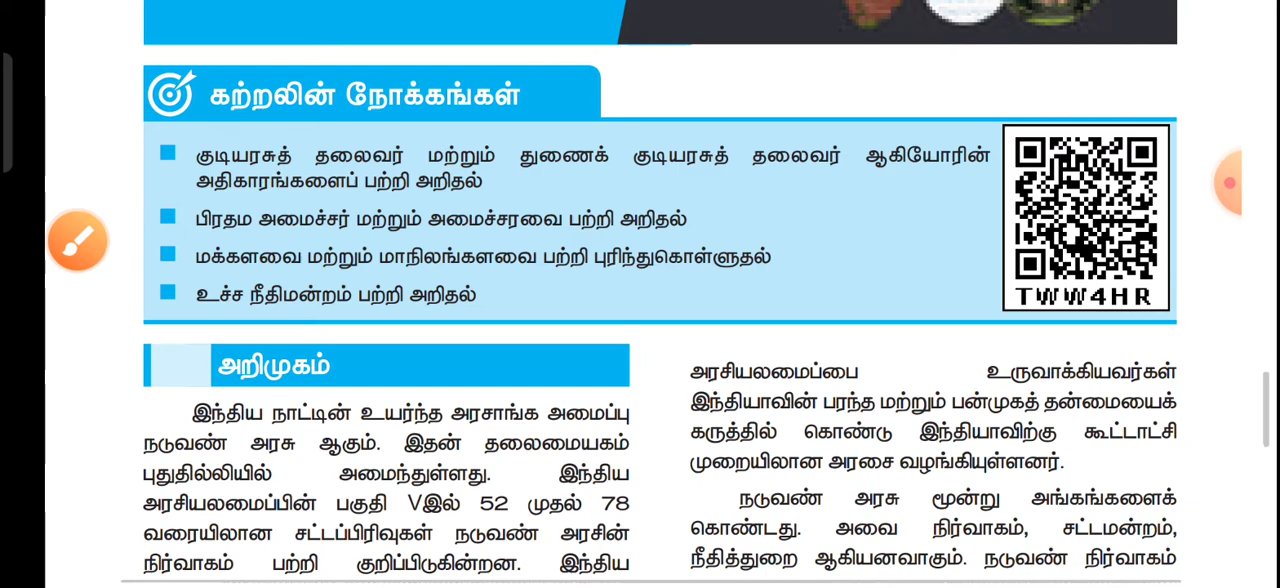 கற்றலின் நோக்கங்கள்
குடியரசுத் தலைவர் மற்றும் துணைக் குடியரசுத் தலைவர் ஆகியோரின்
அதிகாரங்களைப் பற்றி அறிதல்
பிரதம அமைச்சர் மற்றும் அமைச்சரவை பற்றி அறிதல்
மக்களவை மற்றும் மாநிலங்களவை பற்றி புரிந்துகொள்ளுதல்
உச்ச நீதிமன்றம் பற்றி அறிதல்
TWW4HR
அறிமுகம்
இந்திய நாட்டின் உயர்ந்த அரசாங்க அமைப்பு
நடுவண் அரசு ஆகும். இதன் தலைமையகம்
புதுதில்லியில் அமைந்துள்ளது. இந்திய
அரசியலமைப்பின் பகுதி Vஇல் 52 முதல் 78
வரையிலான சட்டப்பிரிவுகள் நடுவண் அரசின்
நிர்வாகம் பற்றி குறிப்பிடுகின்றன. இந்திய
அரசியலமைப்பை உருவாக்கியவர்கள்
இந்தியாவின் பரந்த மற்றும் பன்முகத் தன்மையைக்
கருத்தில் கொண்டு இந்தியாவிற்கு கூட்டாட்சி
முறையிலான அரசை வழங்கியுள்ளனர்.
நடுவண் அரசு மூன்று அங்கங்களைக்
கொண்டது. அவை நிர்வாகம், சட்டமன்றம்,
நீதித்துறை ஆகியனவாகும். நடுவண் நிர்வாகம்